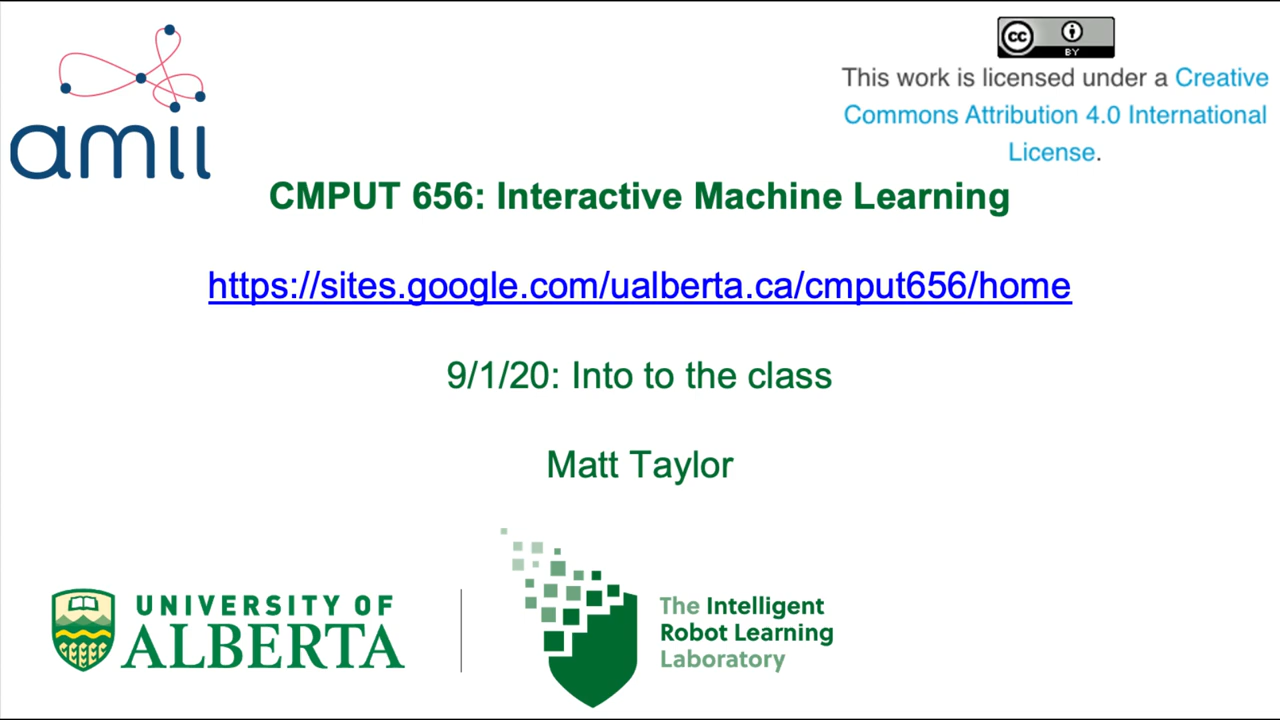 amii
CC BY
This work is licensed under a Creative
Commons Attribution 4.0 International
License.
CMPUT 656: Interactive Machine Learning
https://sites.google.com/ualberta.ca/cmput656/home
9/1/20: Into to the class
Matt Taylor
UNIVERSITY OF
ALBERTA
The Intelligent
Robot Learning
Laboratory